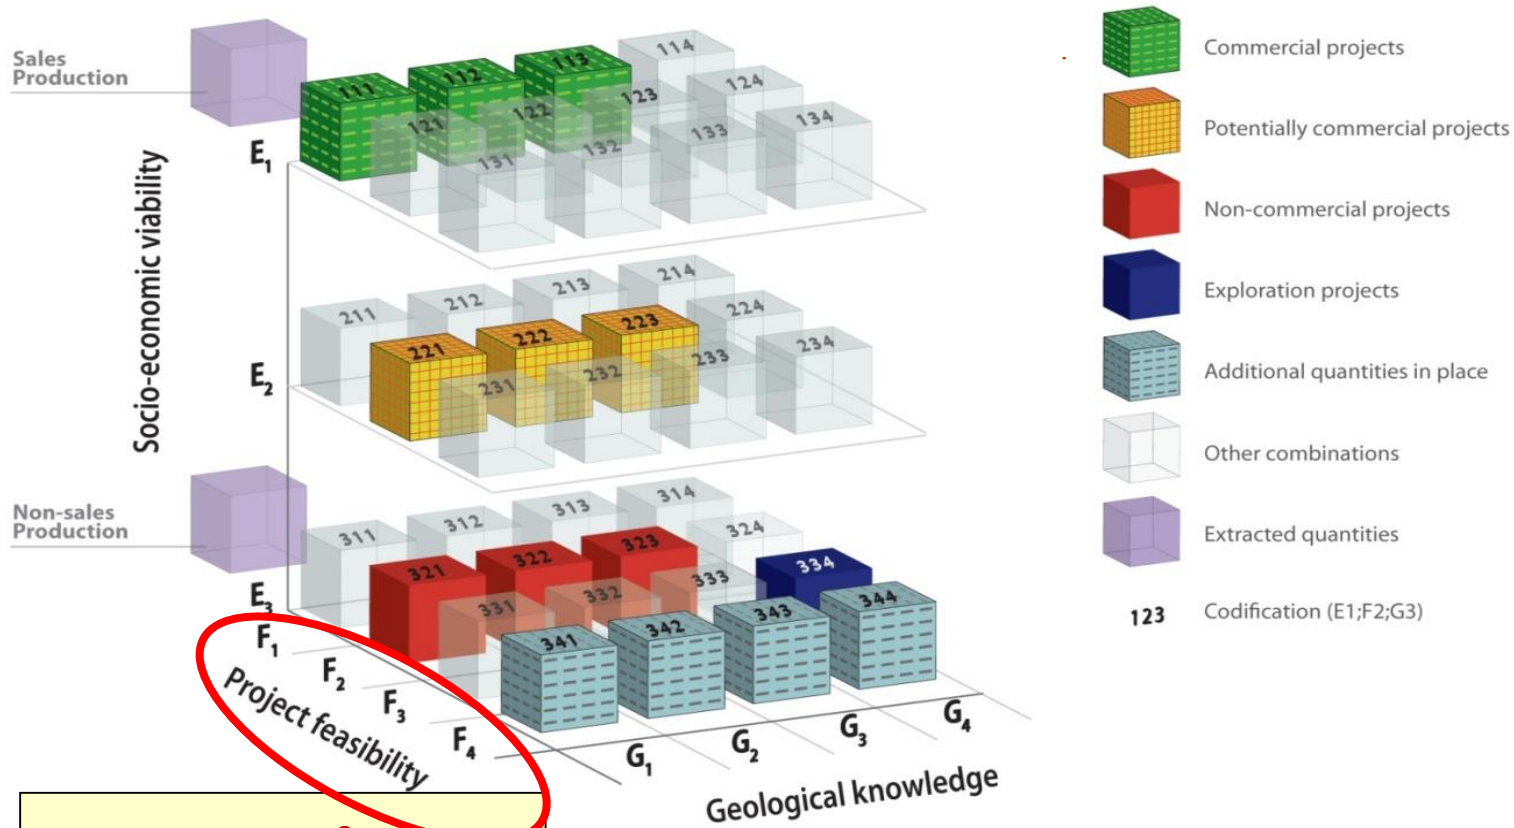 Sales
Production
Socio-economic viability
Non-sales
Production
E1
111
112
113
114
121
122
123
124
131
132
133
134
E2
211
212
213
214
221
222
223
224
231
232
233
234
E3
311
312
313
314
321
322
323
324
331
332
333
334
341
342
343
344
F1
F2
F3
F4
Project feasibility
G1
G2
G3
G4
Geological knowledge
Commercial projects
Potentially commercial projects
Non-commercial projects
Exploration projects
Additional quantities in place
Other combinations
Extracted quantities
123 Codification (E1;F2;G3)